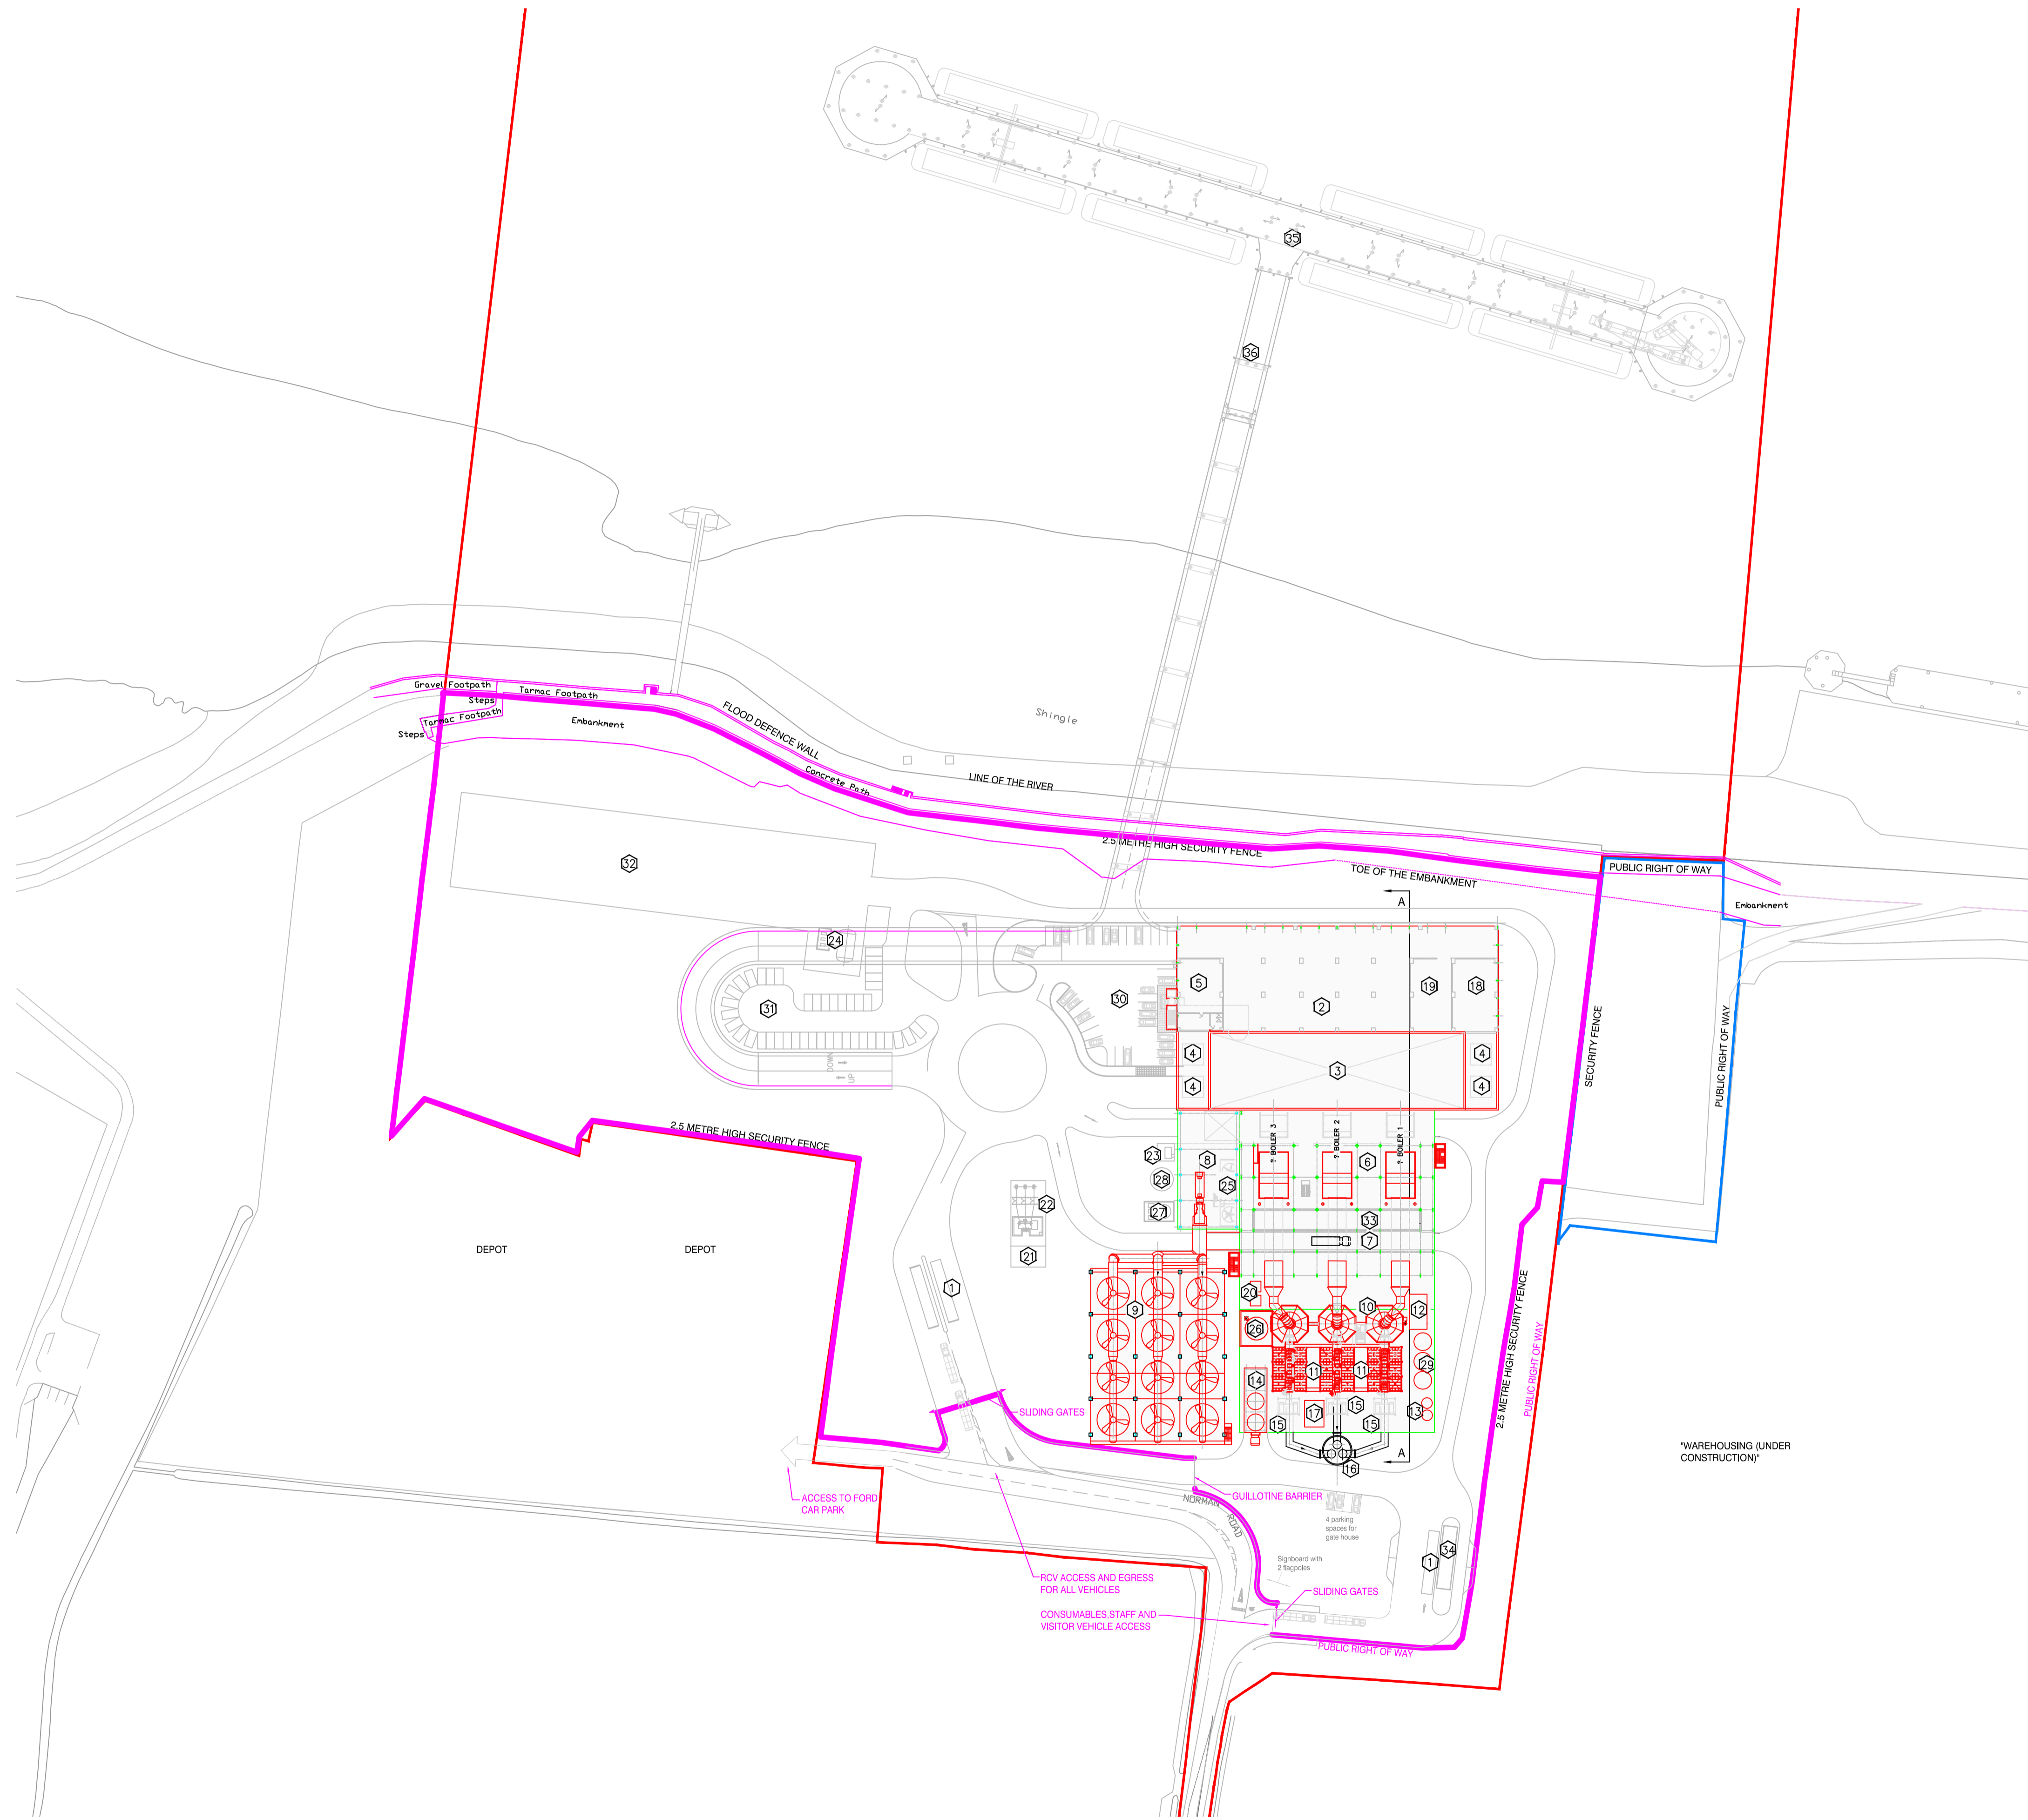 35
36
Gravel Footpath
Tarmac Footpath
Steps
Tarmac Footpath
Steps
Embankment
FLOOD DEFENCE WALL
Shingle
Concrete Path
LINE OF THE RIVER
2.5 METRE HIGH SECURITY FENCE
TOE OF THE EMBANKMENT
PUBLIC RIGHT OF WAY
Embankment
A
32
24
31
30
5
2
19
18
4
4
3
4
4
DOWN
UP
SECURITY FENCE
PUBLIC RIGHT OF WAY
2.5 METRE HIGH SECURITY FENCE
? BOILER 3
? BOILER 2
? BOILER 1
23
8
6
28
25
27
22
21
33
7
DEPOT
DEPOT
1
9
20
10
12
26
11
11
29
14
13
15
17
15
15
16
A
2.5 METRE HIGH SECURITY FENCE
PUBLIC RIGHT OF WAY
SLIDING GATES
"WAREHOUSING (UNDER
CONSTRUCTION)"
ACCESS TO FORD
CAR PARK
GUILLOTINE BARRIER
NORMAN
ROAD
4 parking
spaces for
gate house
Signboard with
2 flagpoles
1
34
RCV ACCESS AND EGRESS
FOR ALL VEHICLES
SLIDING GATES
CONSUMABLES,STAFF AND
VISITOR VEHICLE ACCESS
PUBLIC RIGHT OF WAY